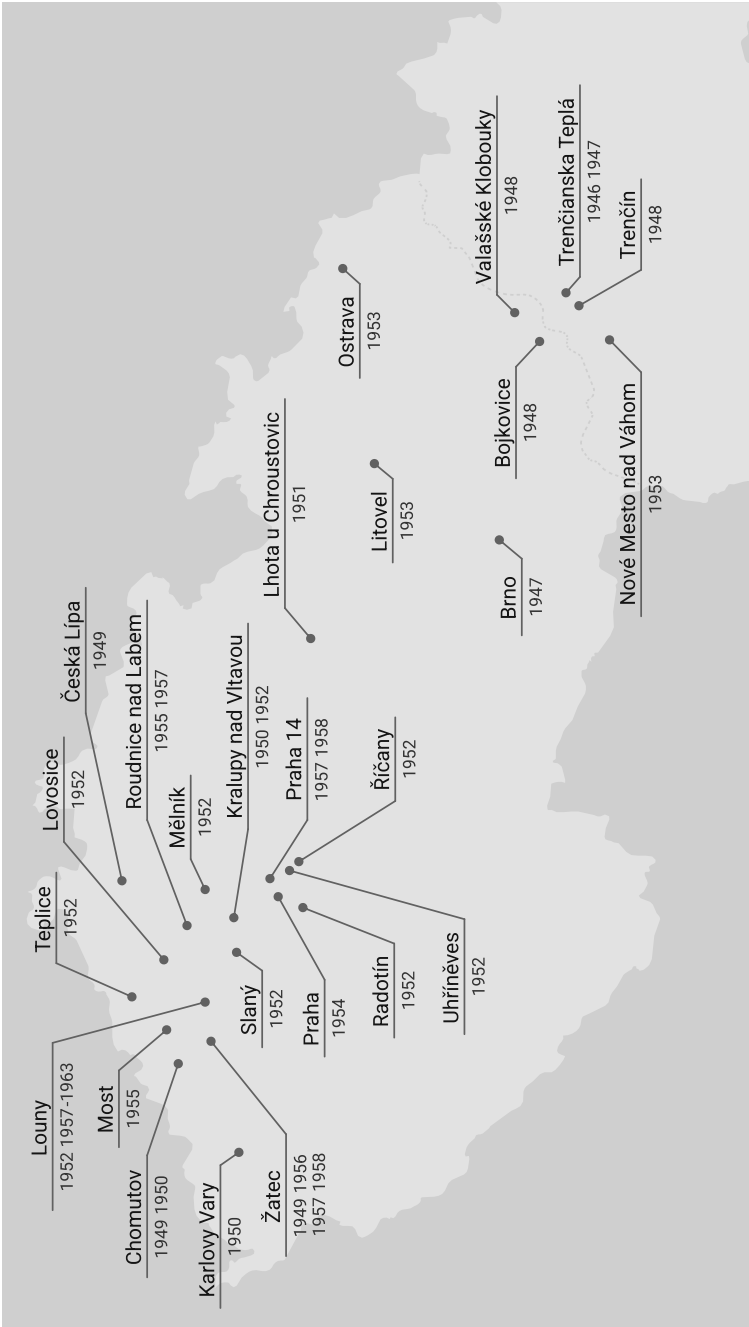 Louny
1952 1957-1963
Teplice
1952
Lovosice
1952
Česká Lípa
1949
Most
1955
Chomutov
1949 1950
Roudnice nad Labem
1955 1957
Mělník
1952
Karlovy Vary
1950
Kralupy nad Vltavou
1950 1952
Slaný
1952
Žatec
1949 1956
1957 1958
Praha 14
1957 1958
Lhota u Chroustovic
1951
Praha
1954
Ostrava
1953
Radotín
1952
Říčany
1952
Litovel
1953
Uhříněves
1952
Brno
1947
Bojkovice
1948
Valašské Klobouky
1948
Trenčianska Teplá
1946 1947
Trenčín
1948
Nové Mesto nad Váhom
1953